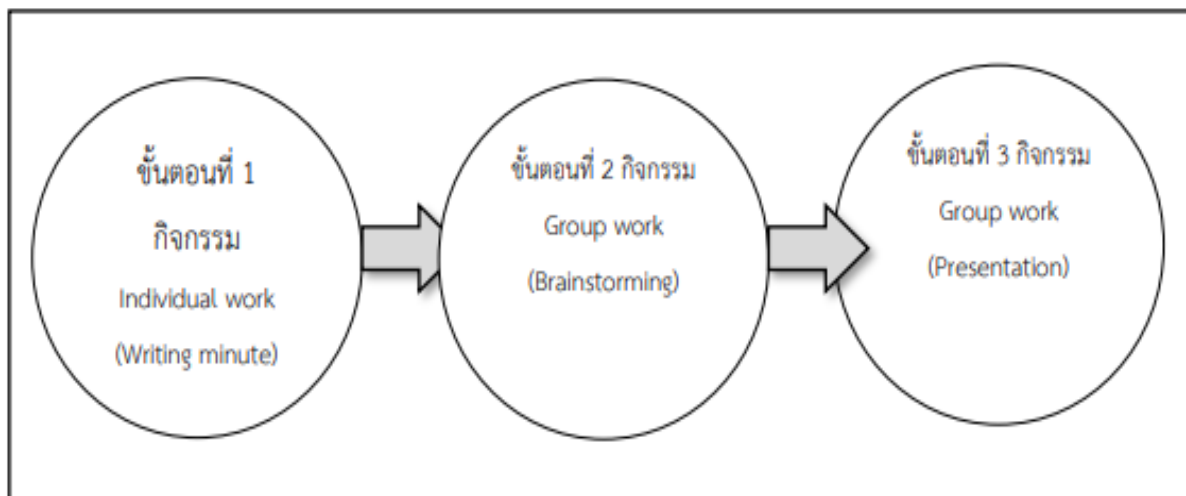 ขั้นตอนที่ 1
กิจกรรม
Individual work
(Writing minute)
ขั้นตอนที่ 2 กิจกรรม
Group work
(Brainstorming)
ขั้นตอนที่ 3 กิจกรรม
Group work
(Presentation)